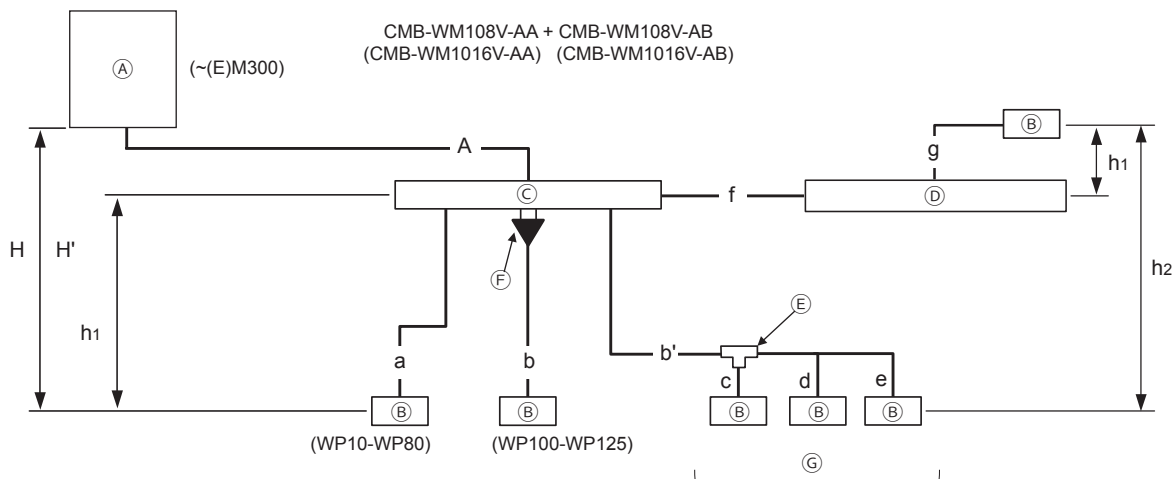 CMB-WM108V-AA + CMB-WM108V-AB
(CMB-WM1016V-AA) (CMB-WM1016V-AB)
Ⓐ (~(E)M300)
A
Ⓑ
g
h1
Ⓒ
f
Ⓓ
H
H'
h1
h2
Ⓕ
Ⓔ
a
b
b'
c
d
e
Ⓑ Ⓑ Ⓑ Ⓑ Ⓑ
(WP10-WP80) (WP100-WP125)
Ⓖ